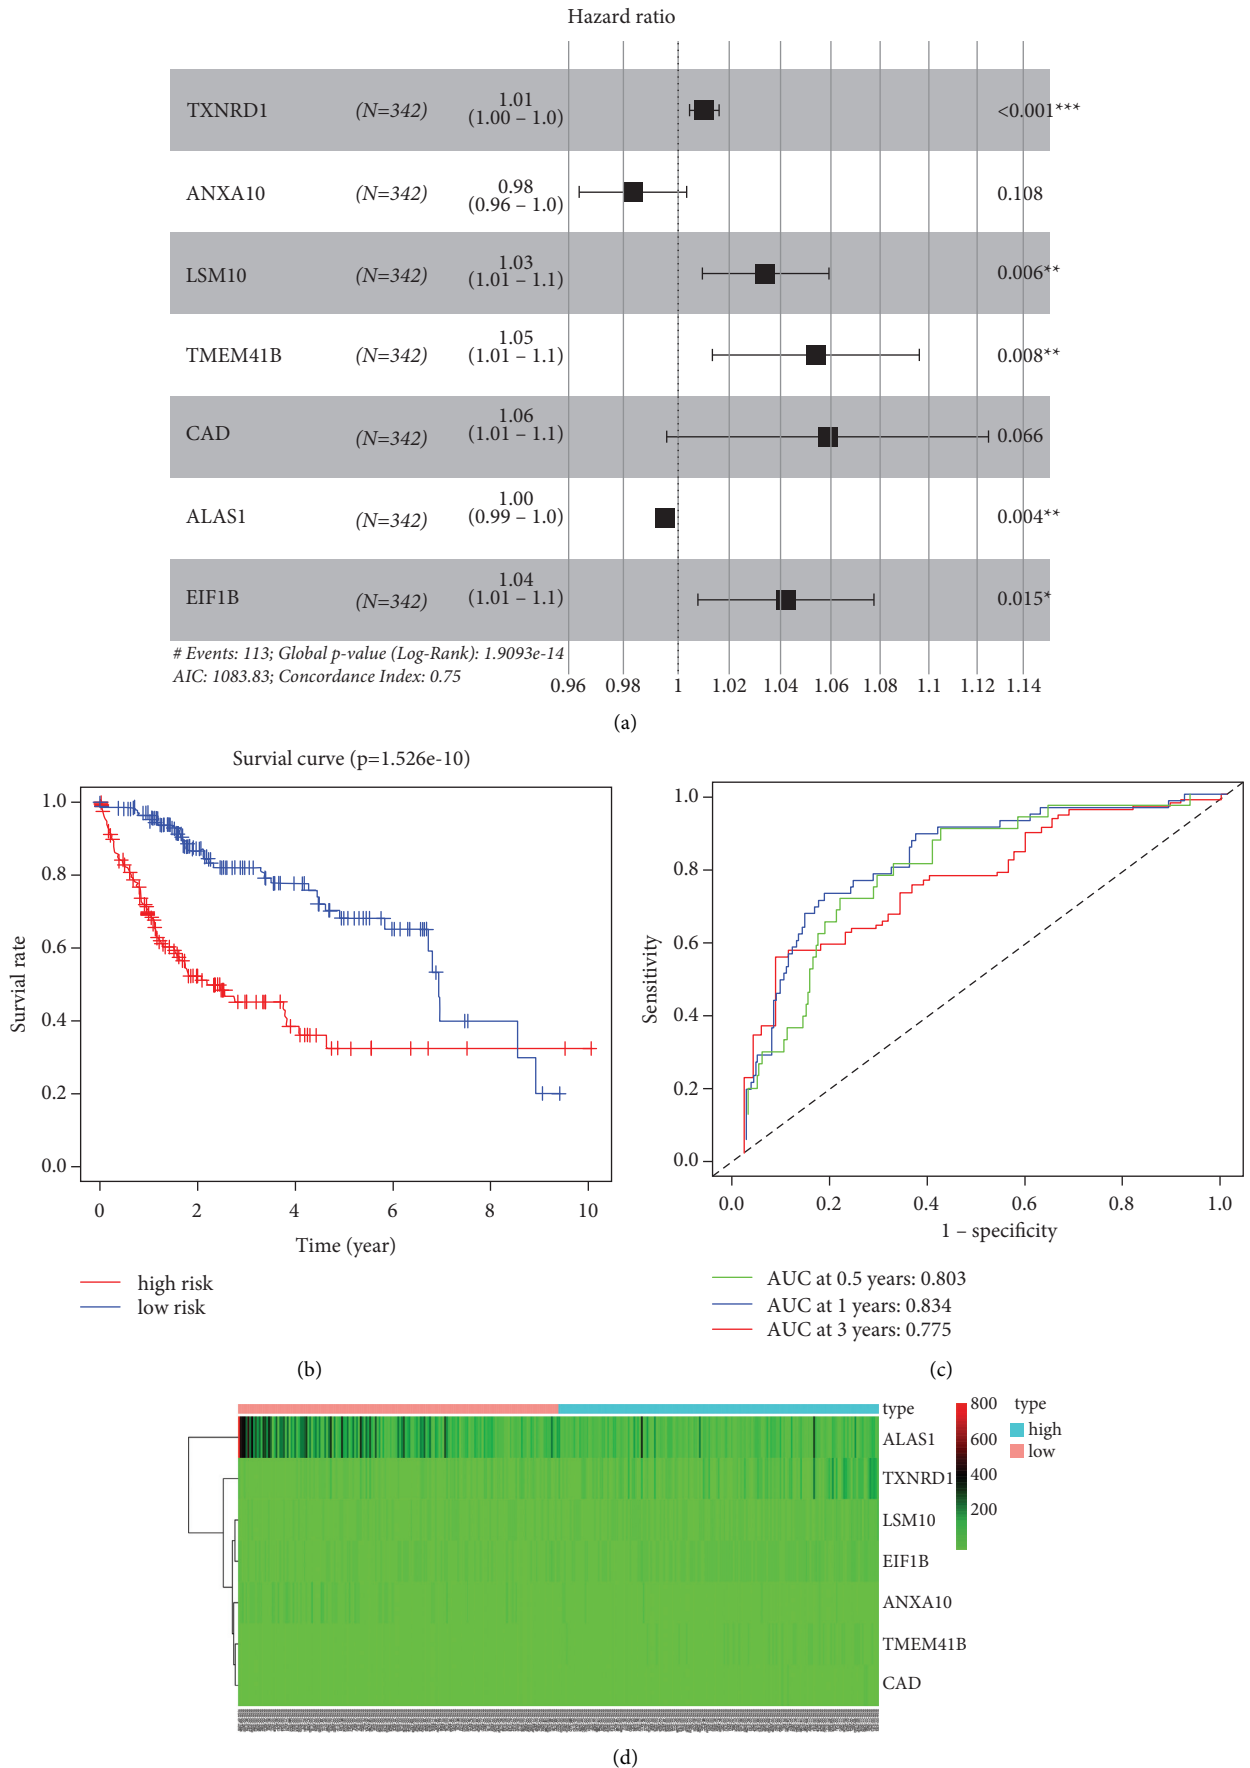 Hazard ratio
TXNRD1 (N=342) 1.01 (1.00 – 1.0) <0.001***
ANXA10 (N=342) 0.98 (0.96 – 1.0) 0.108
LSM10 (N=342) 1.03 (1.01 – 1.1) 0.006**
TMEM41B (N=342) 1.05 (1.01 – 1.1) 0.008**
CAD (N=342) 1.06 (1.01 – 1.1) 0.066
ALAS1 (N=342) 1.00 (0.99 – 1.0) 0.004**
EIF1B (N=342) 1.04 (1.01 – 1.1) 0.015*
# Events: 113; Global p-value (Log-Rank): 1.9093e-14
AIC: 1083.83; Concordance Index: 0.75
0.96 0.98 1 1.02 1.04 1.06 1.08 1.1 1.12 1.14
(a)
Survial curve (p=1.526e-10)
Survial rate
1.0
0.8
0.6
0.4
0.2
0.0
0 2 4 6 8 10
Time (year)
high risk
low risk
(b)
Sensitivity
1.0
0.8
0.6
0.4
0.2
0.0
0.0 0.2 0.4 0.6 0.8 1.0
1 – specificity
AUC at 0.5 years: 0.803
AUC at 1 years: 0.834
AUC at 3 years: 0.775
(c)
type
ALAS1
TXNRD1
LSM10
EIF1B
ANXA10
TMEM41B
CAD
800
600
400
200
type
high
low
(d)